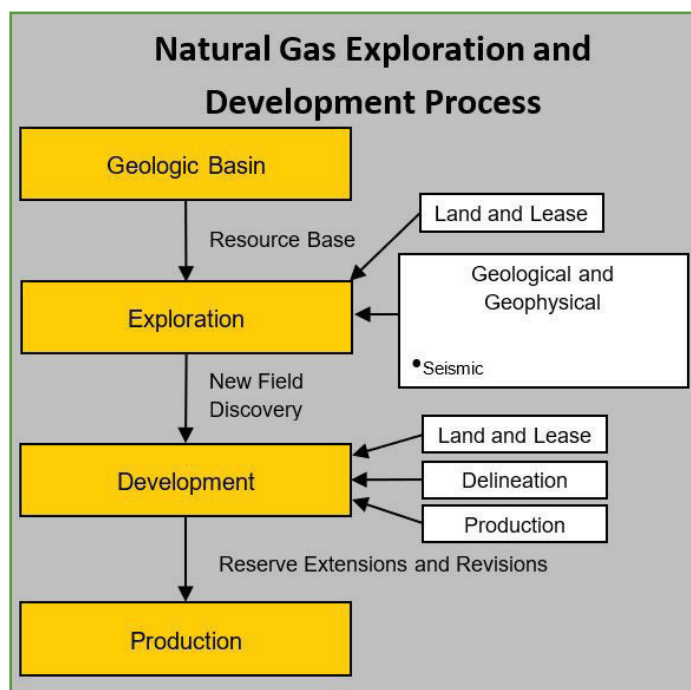 Natural Gas Exploration and
Development Process
Geologic Basin
Resource Base
Land and Lease
Exploration
Geological and
Geophysical
•Seismic
New Field
Discovery
Development
Land and Lease
Delineation
Production
Reserve Extensions and Revisions
Production